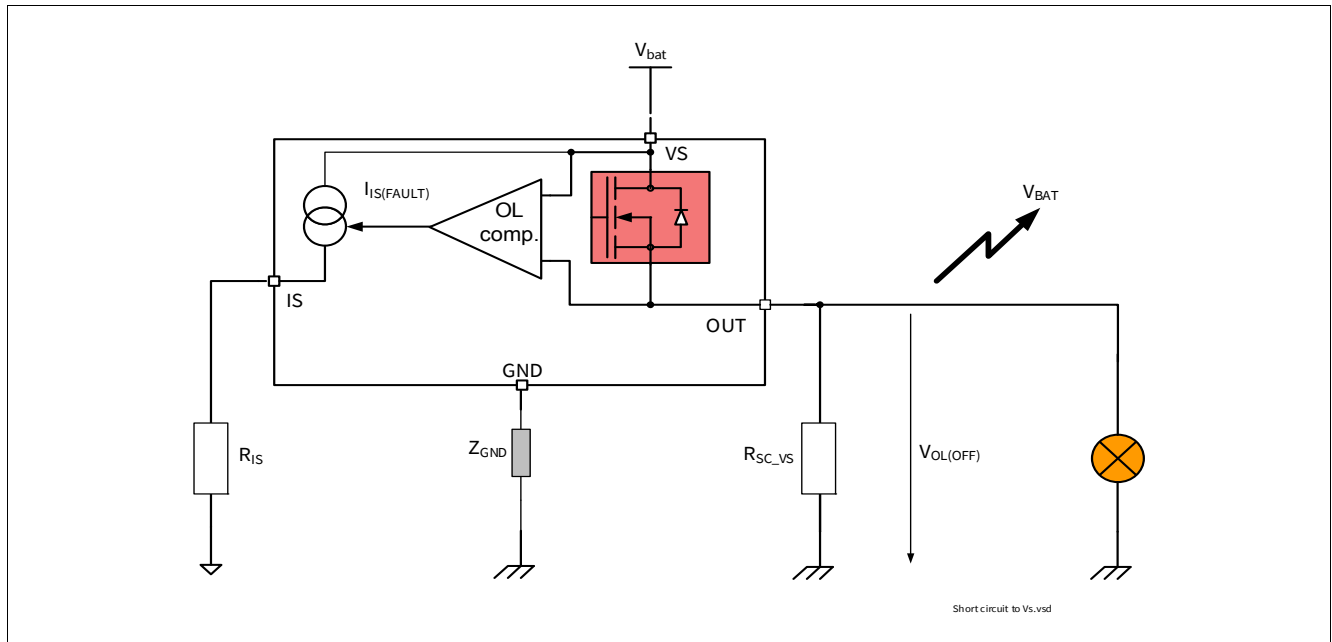 Vbat
VS
IIS(FAULT)
OL
comp.
VBAT
IS
OUT
GND
RIS
ZGND
RSC_VS
VOL(OFF)
Short circuit to Vs.vsd